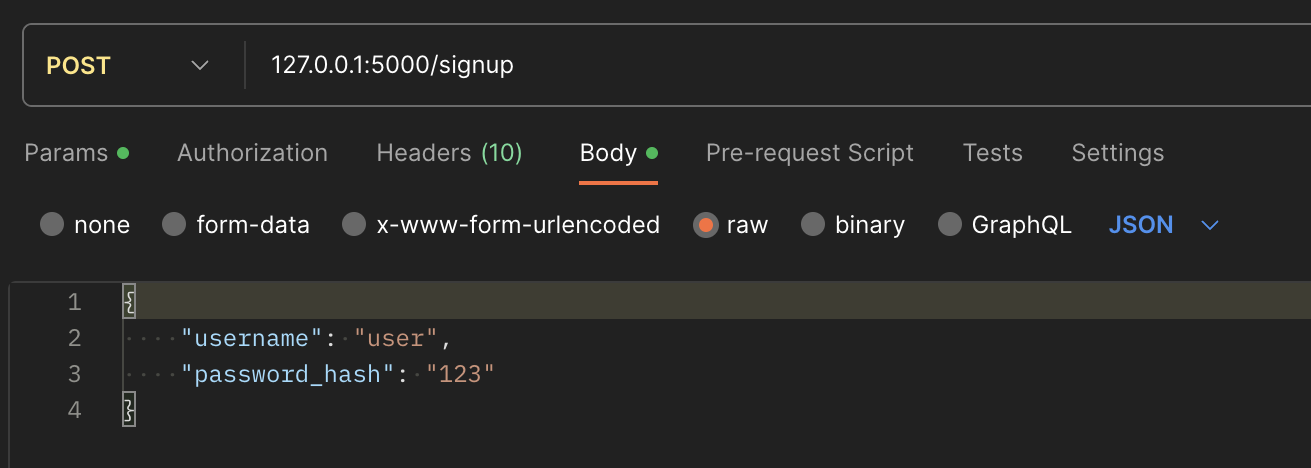 POST 127.0.0.1:5000/signup
Params Authorization Headers (10) Body Pre-request Script Tests Settings
none form-data x-www-form-urlencoded raw binary GraphQL JSON
1 {
2 "username": "user",
3 "password_hash": "123"
4 }